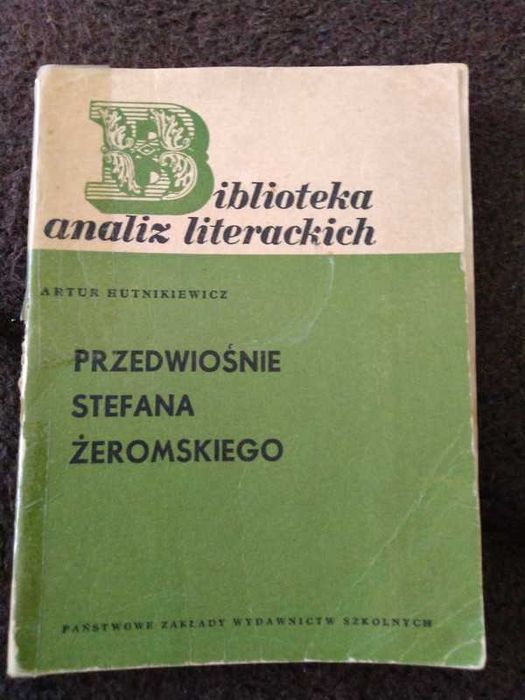 Biblioteka
analiz literackich
ARTUR HUTNIKIEWICZ
PRZEDWIOŚNIE
STEFANA
ŻEROMSKIEGO
PAŃSTWOWE ZAKŁADY WYDAWNICTW SZKOLNYCH